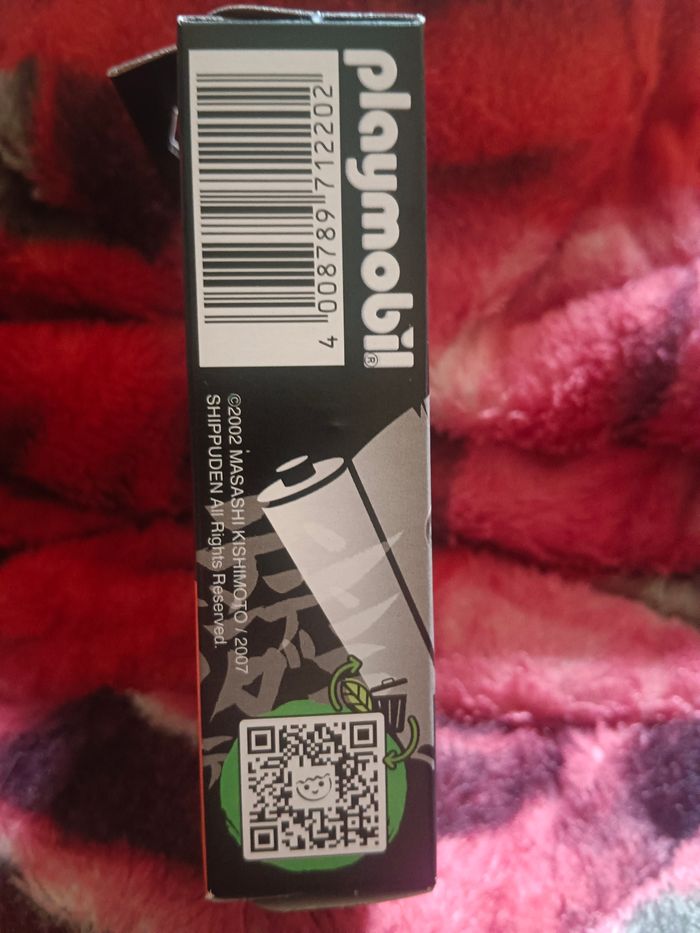 playmobil®
4 008789 712202
©2002 MASASHI KISHIMOTO / 2007
SHIPPUDEN All Rights Reserved.